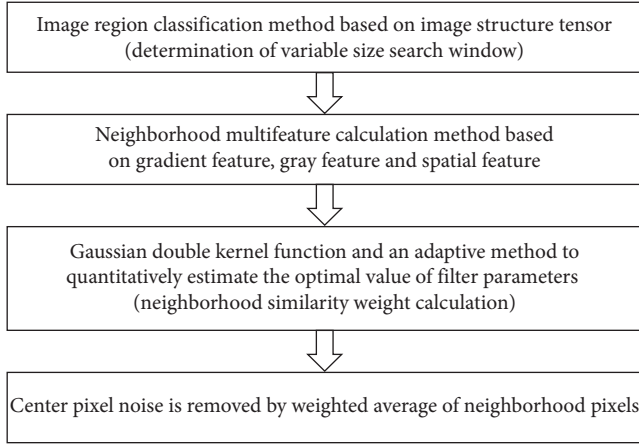 Image region classification method based on image structure tensor
(determination of variable size search window)
Neighborhood multifeature calculation method based
on gradient feature, gray feature and spatial feature
Gaussian double kernel function and an adaptive method to
quantitatively estimate the optimal value of filter parameters
(neighborhood similarity weight calculation)
Center pixel noise is removed by weighted average of neighborhood pixels